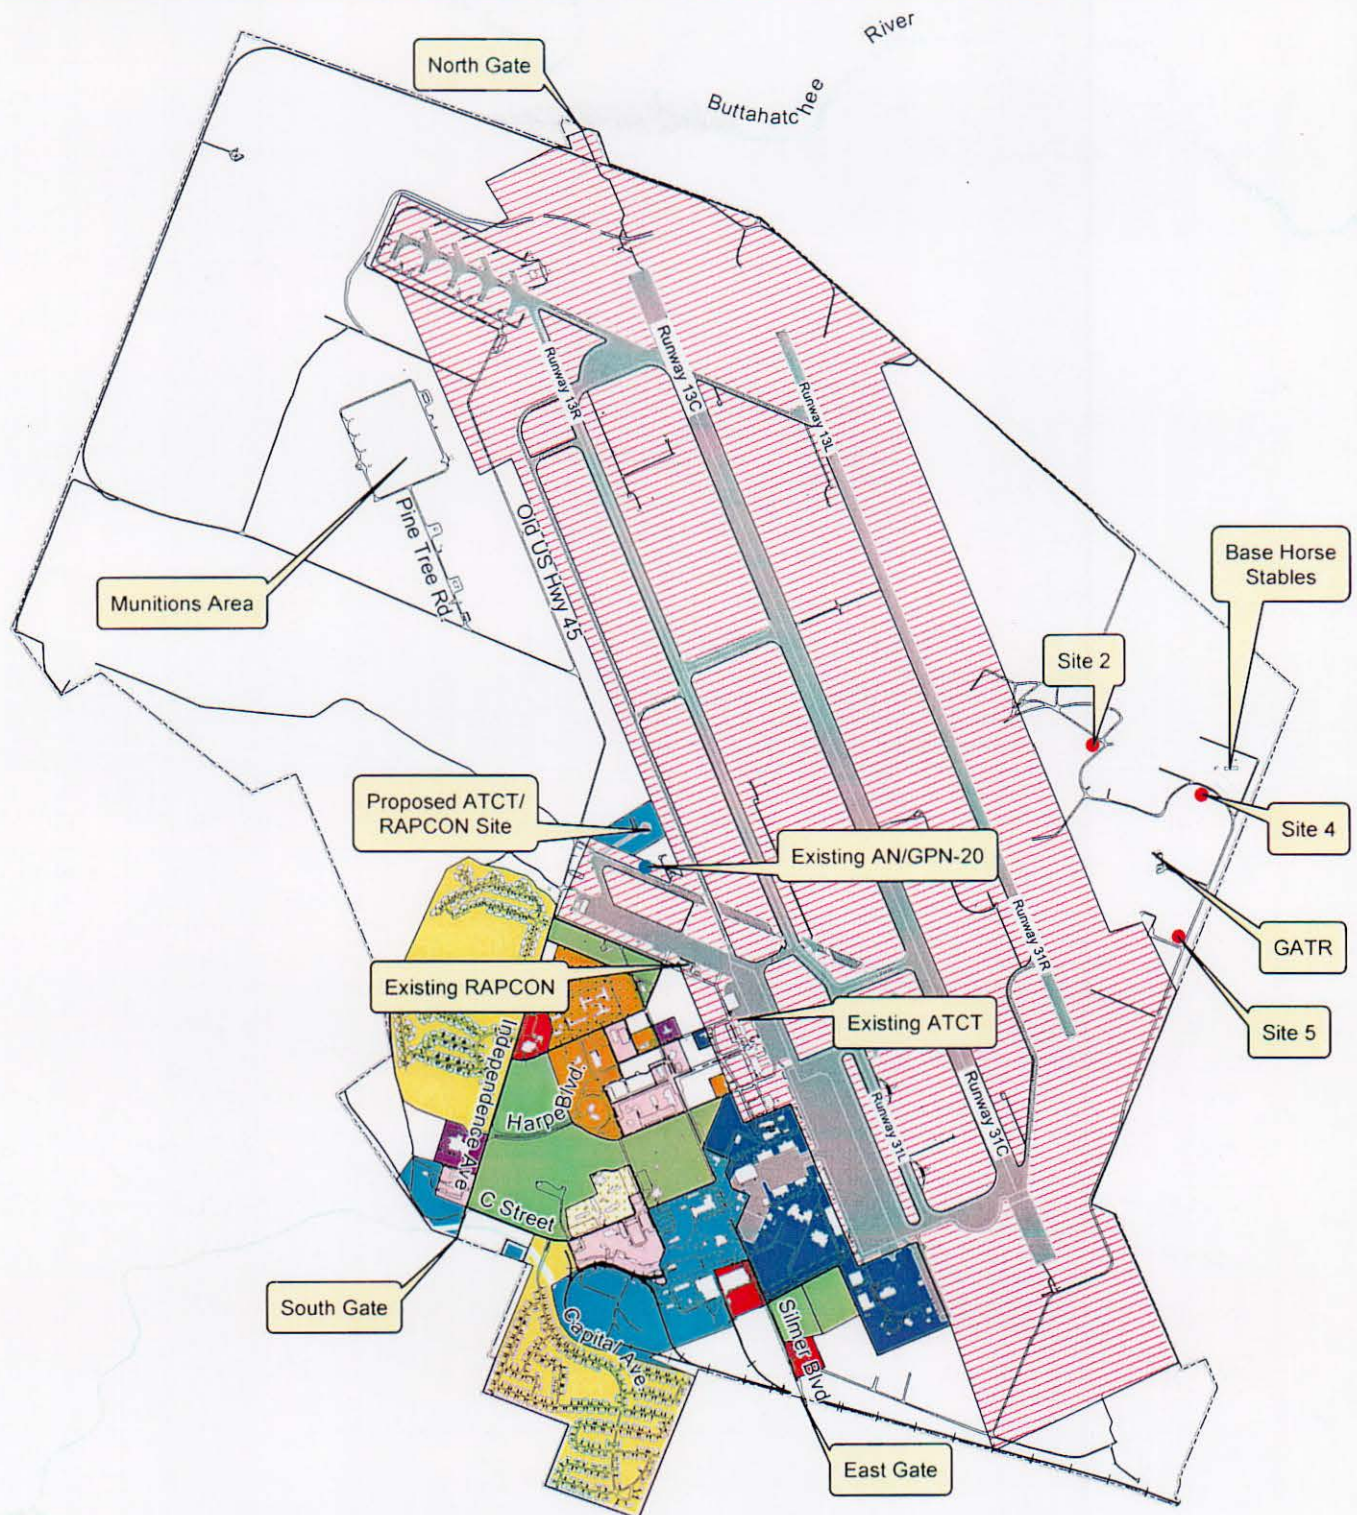 River
North Gate
Buttahatchee
Runway 13R
Runway 13C
Runway 13L
Pine Tree Rd
Old US Hwy 45
Munitions Area
Base Horse
Stables
Site 2
Proposed ATCT/
RAPCON Site
Existing AN/GPN-20
Site 4
Runway 31R
GATR
Existing RAPCON
Existing ATCT
Site 5
Independence Ave
Harpe Blvd.
Runway 31L
Runway 31C
C Street
South Gate
Capital Ave.
Silmer Blvd
East Gate